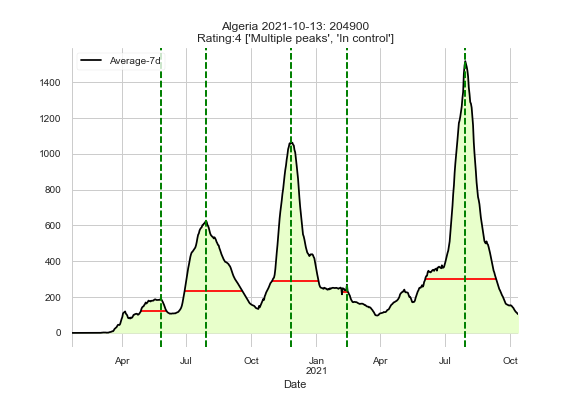 Algeria 2021-10-13: 204900
Rating:4 ['Multiple peaks', 'In control']
Average-7d
1400
1200
1000
800
600
400
200
0
Apr Jul Oct Jan Apr Jul Oct
2021
Date